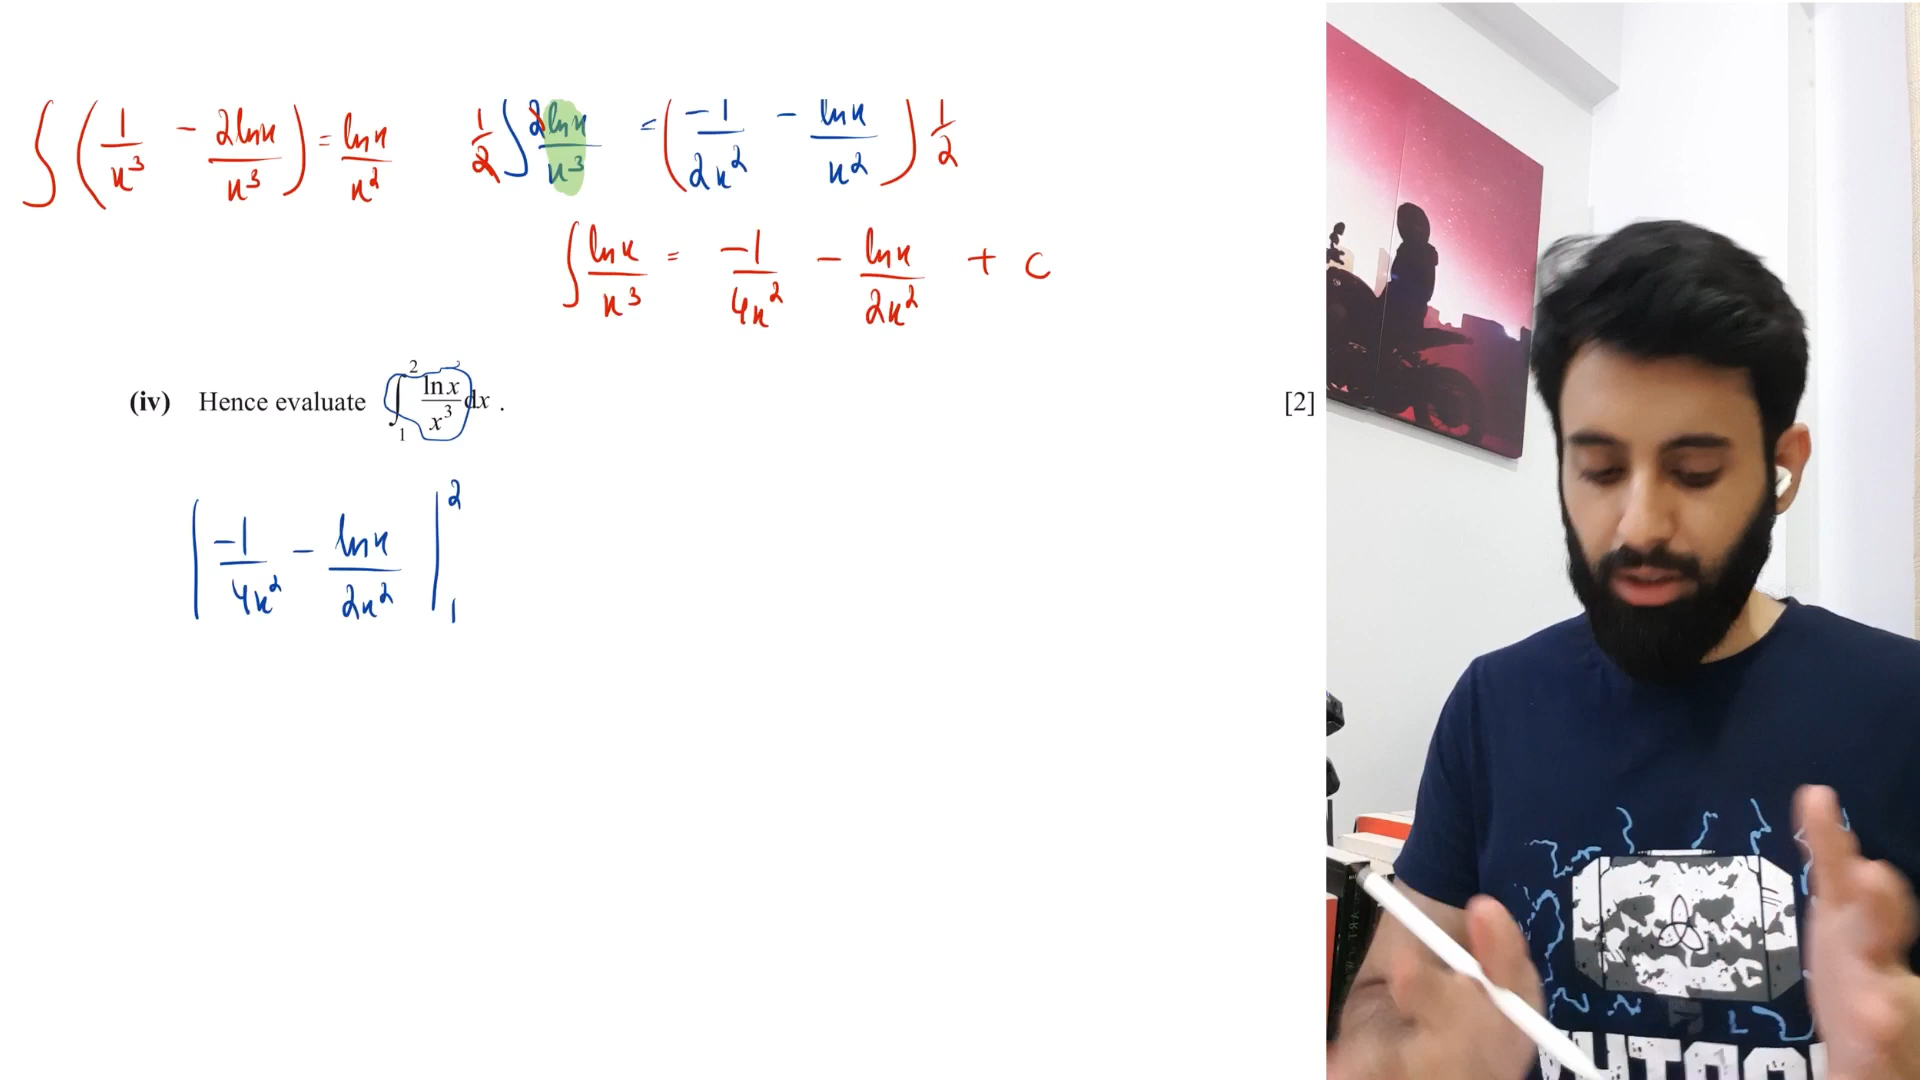 ∫ ( 1/x³ − 2lnx/x³ ) = lnx/x²   1/2 ∫ 2lnx/x³ = ( −1/2x² − lnx/x² ) 1/2
∫ lnx/x³ = −1/4x² − lnx/2x² + c
(iv) Hence evaluate ∫₁² ln x/x³ dx . [2]
| −1/4x² − lnx/2x² |₁²